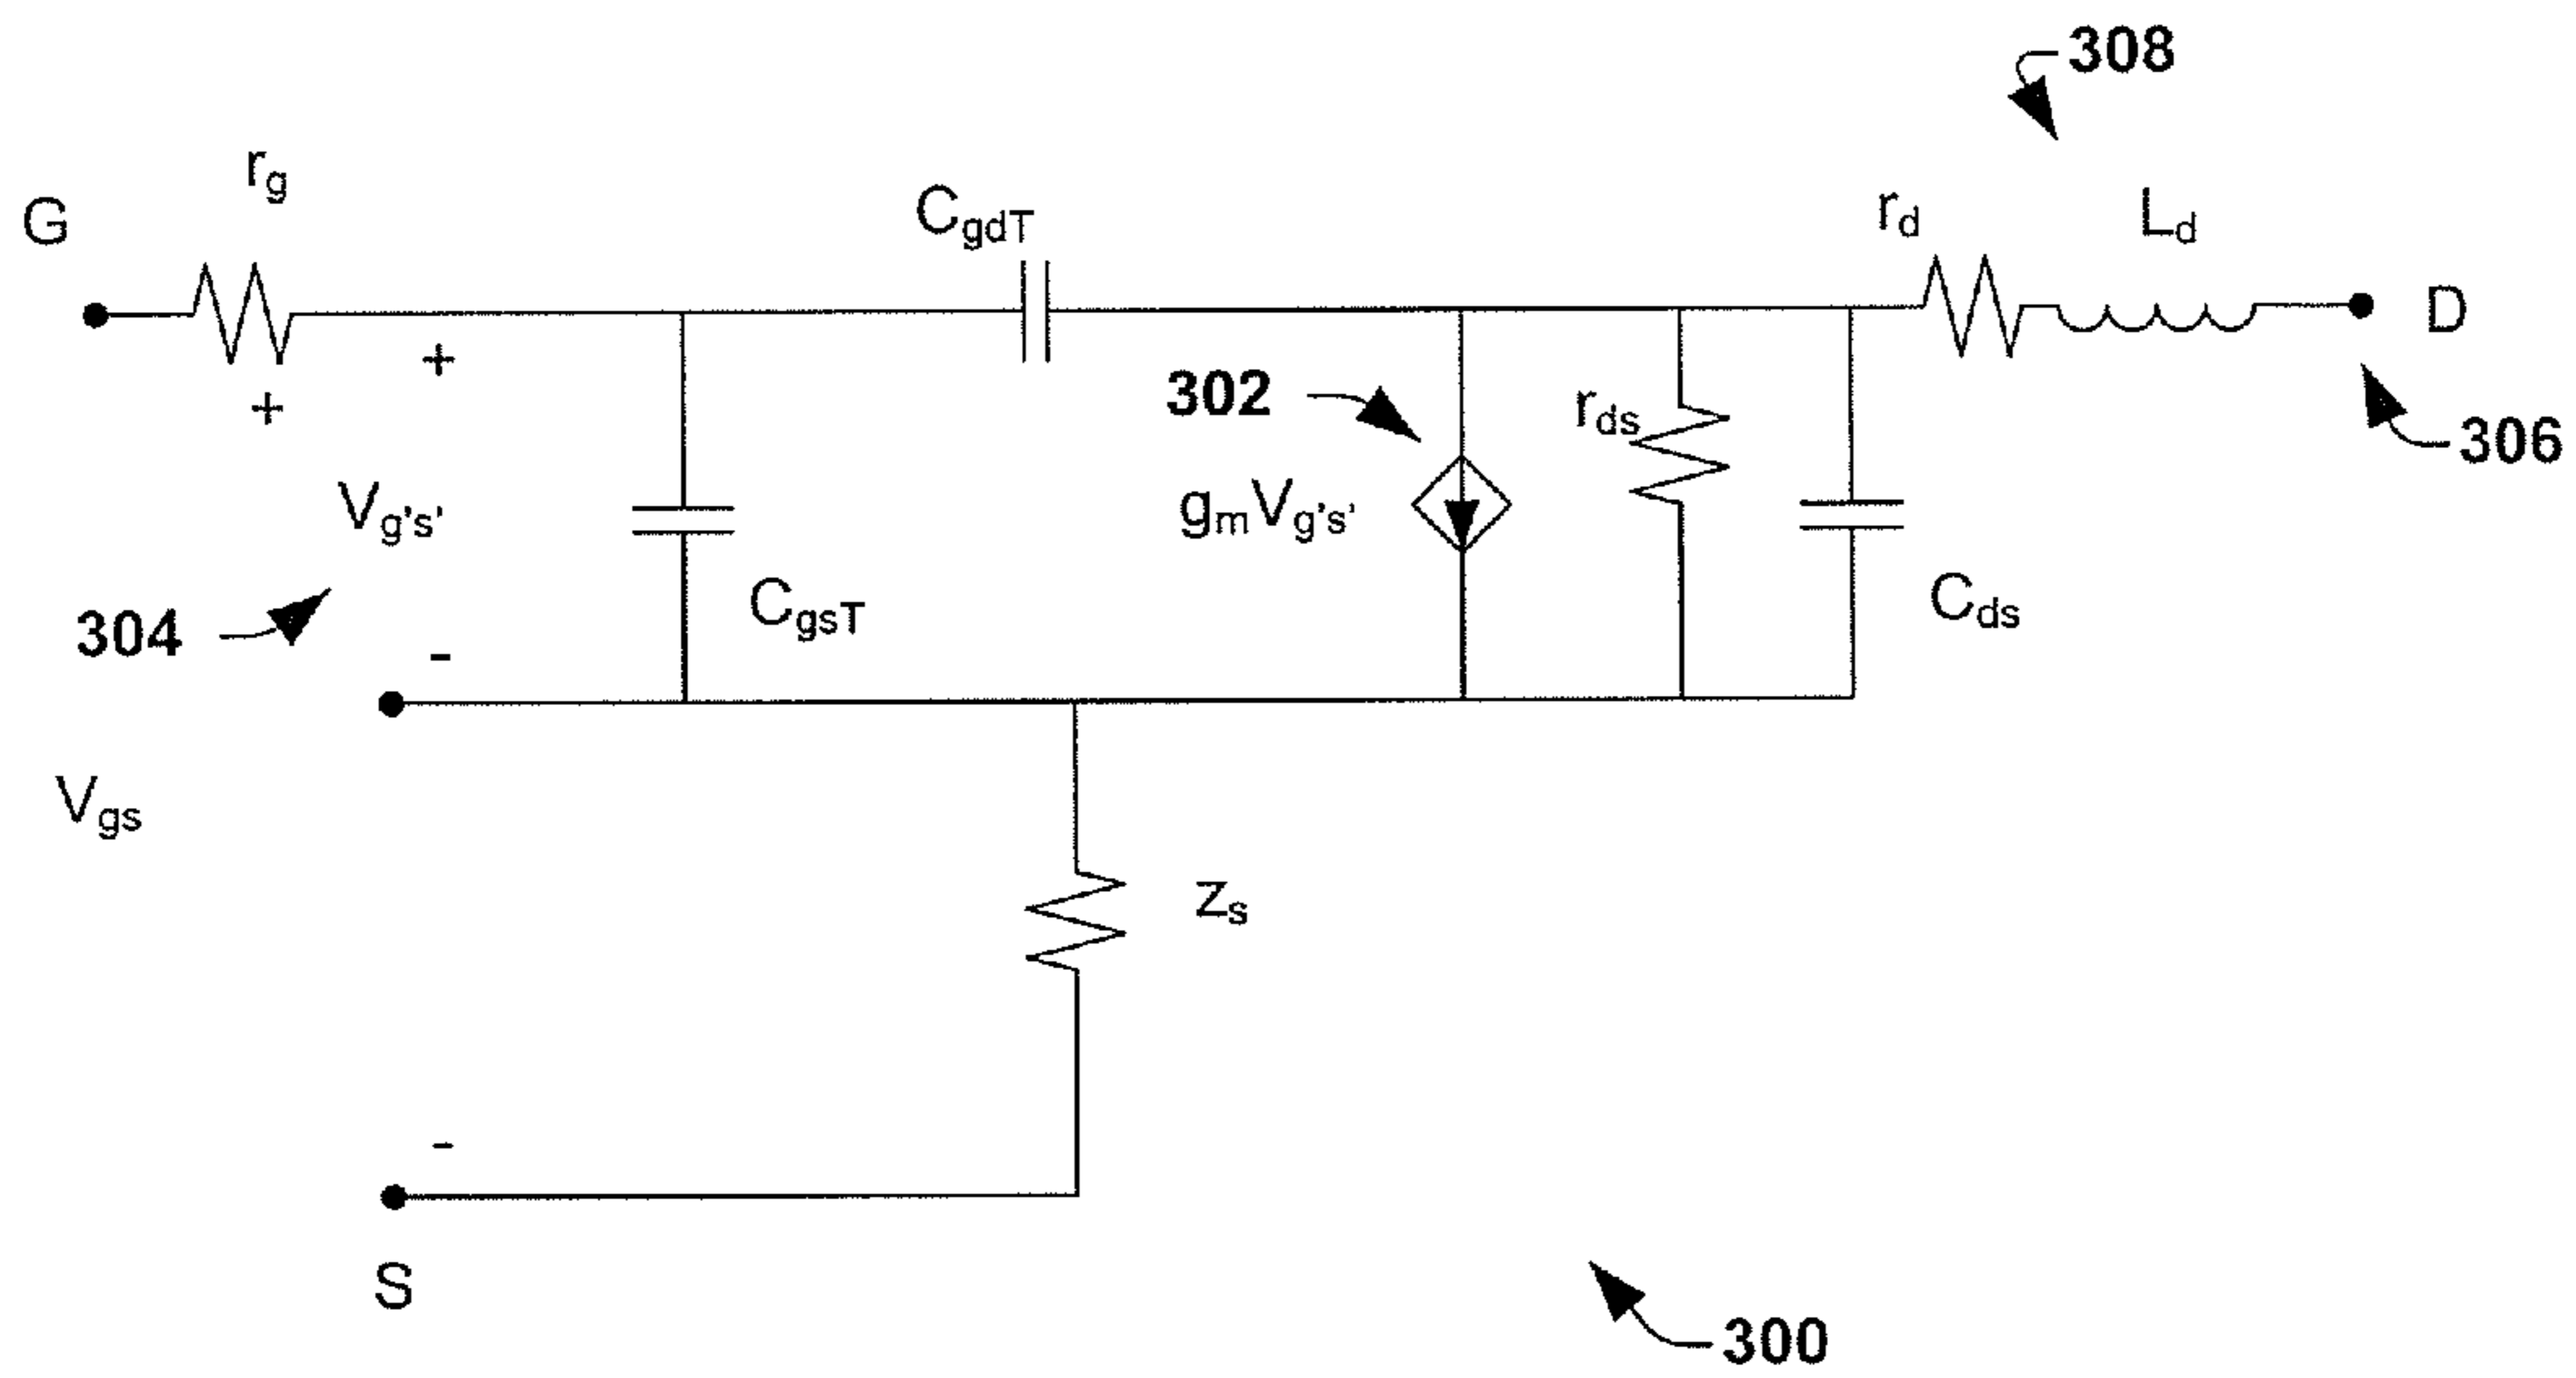 308
r_g
G
C_gdT
r_d
L_d
D
+
+
302
r_ds
306
V_g's'
g_mV_g's'
304
C_gsT
C_ds
-
V_gs
z_s
-
S
300